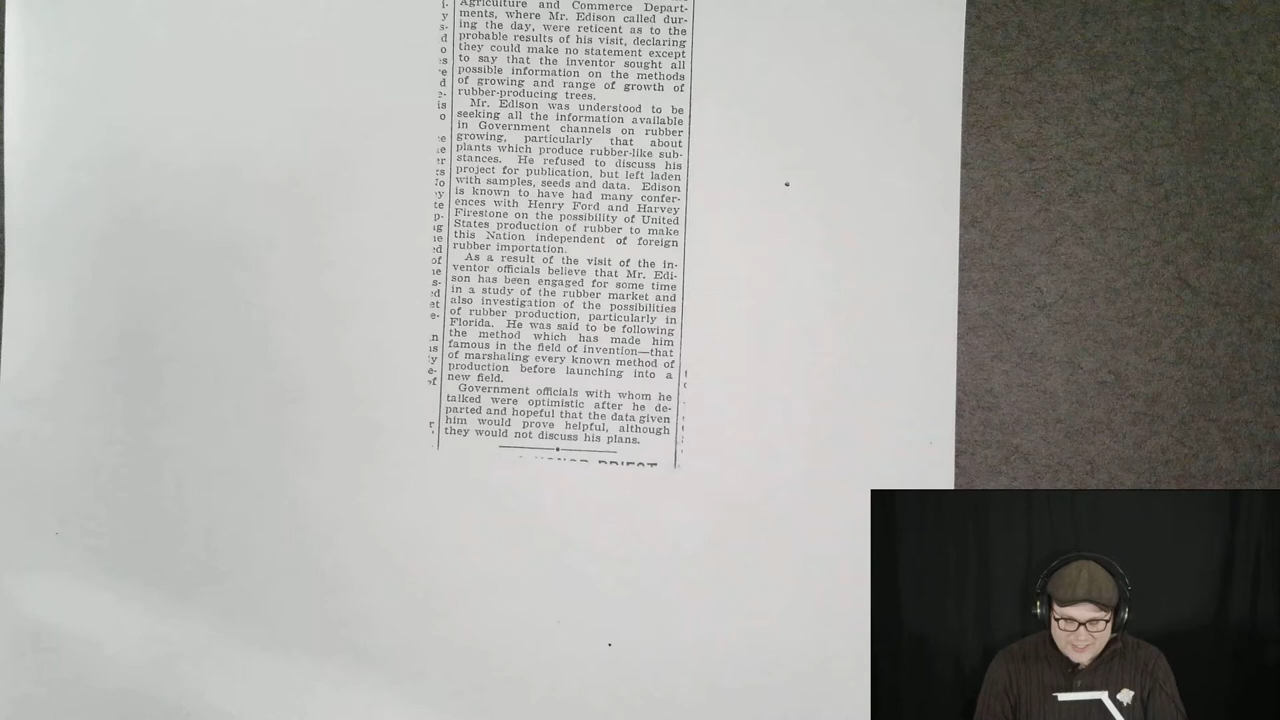 Agriculture and Commerce Depart-
ments, where Mr. Edison called dur-
ing the day, were reticent as to the
probable results of his visit, declaring
they could make no statement except
to say that the inventor sought all
possible information on the methods
of growing and range of growth of
rubber-producing trees.
Mr. Edison was understood to be
seeking all the information available
in Government channels on rubber
growing, particularly that about
plants which produce rubber-like sub-
stances. He refused to discuss his
project for publication, but left laden
with samples, seeds and data. Edison
is known to have had many confer-
ences with Henry Ford and Harvey
Firestone on the possibility of United
States production of rubber to make
this Nation independent of foreign
rubber importation.
As a result of the visit of the in-
ventor officials believe that Mr. Edi-
son has been engaged for some time
in a study of the rubber market and
also investigation of the possibilities
of rubber production, particularly in
Florida. He was said to be following
the method which has made him
famous in the field of invention—that
of marshaling every known method of
production before launching into a
new field.
Government officials with whom he
talked were optimistic after he de-
parted and hopeful that the data given
him would prove helpful, although
they would not discuss his plans.